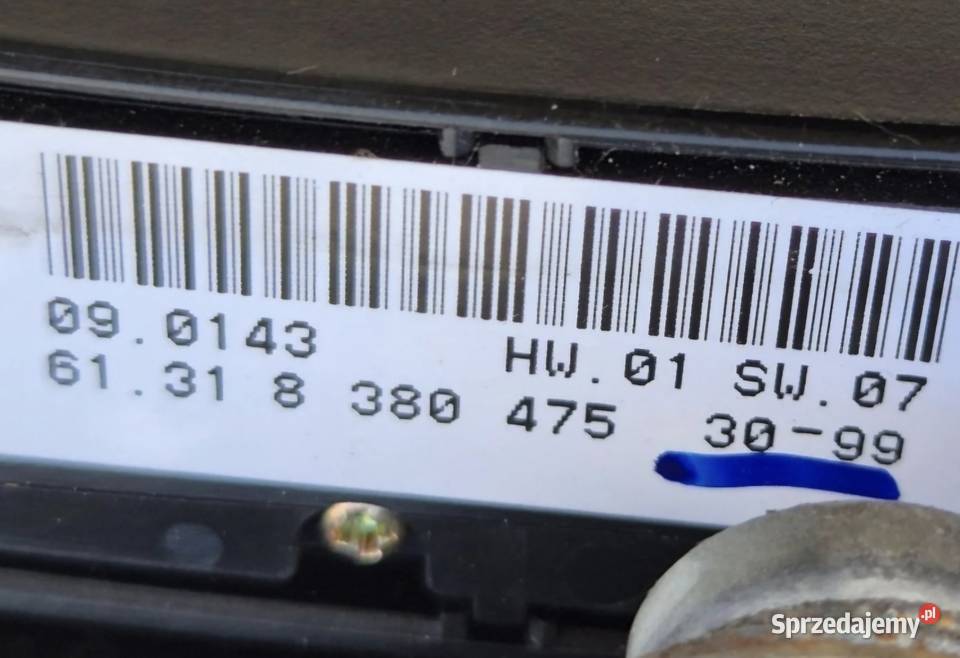 09.0143 HW.01 SW.07
61.31 8 380 475 30-99
Sprzedajemy.pl